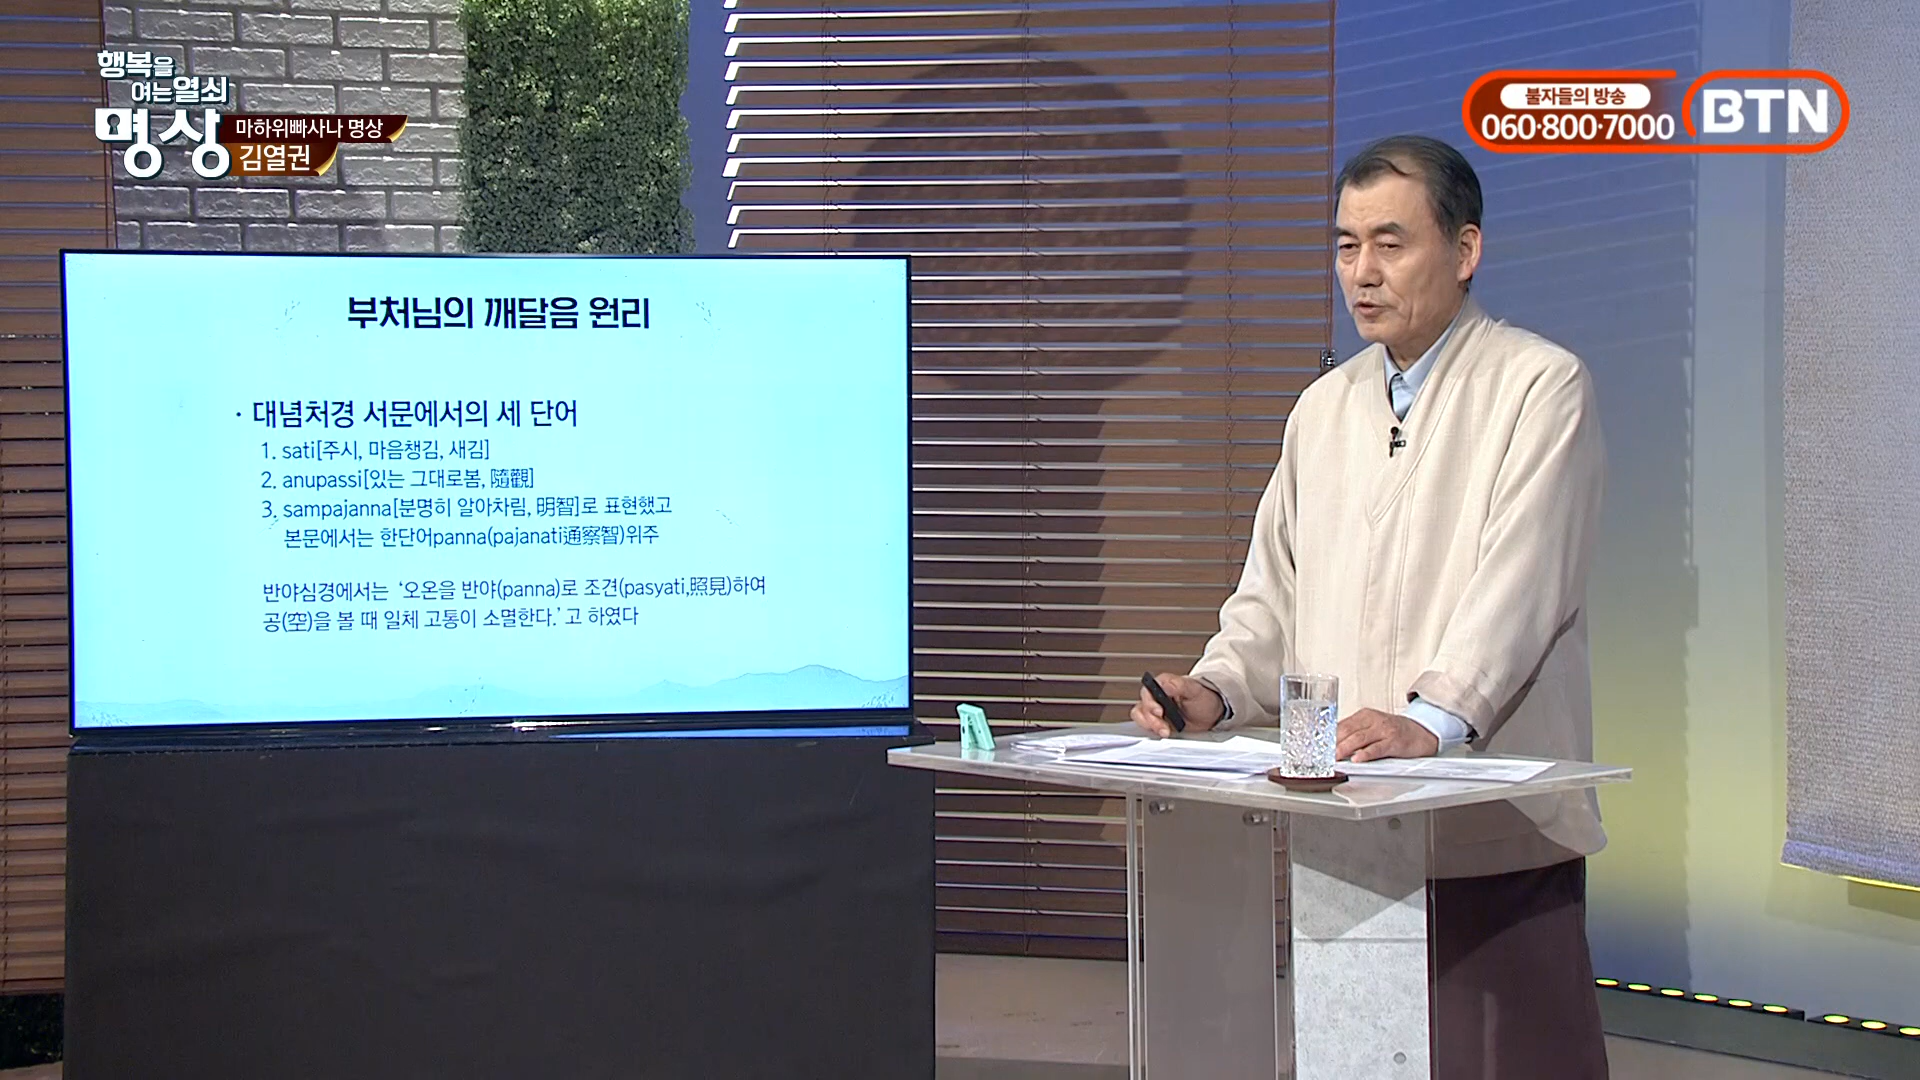 행복을
여는 열쇠
명상
마하위빠사나 명상
김열권
불자들의 방송
060·800·7000
BTN
부처님의 깨달음 원리
· 대념처경 서문에서의 세 단어
1. sati[주시, 마음챙김, 새김]
2. anupassi[있는 그대로봄, 隨觀]
3. sampajanna[분명히 알아차림, 明智]로 표현했고
본문에서는 한단어panna(pajanati通察智)위주
반야심경에서는 ‘오온을 반야(panna)로 조견(pasyati,照見)하여
공(空)을 볼 때 일체 고통이 소멸한다.’고 하였다